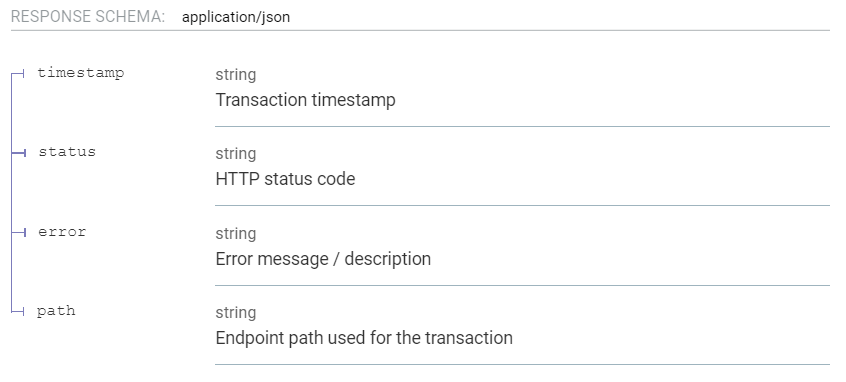 RESPONSE SCHEMA: application/json
timestamp
string
Transaction timestamp
status
string
HTTP status code
error
string
Error message / description
path
string
Endpoint path used for the transaction